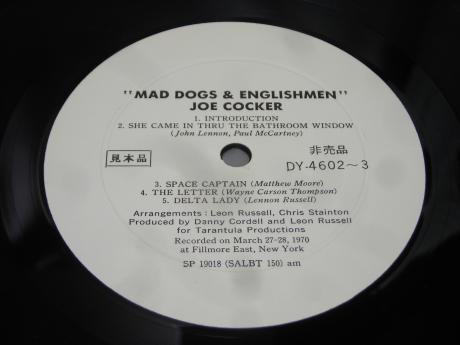 "MAD DOGS & ENGLISHMEN"
JOE COCKER
1. INTRODUCTION
2. SHE CAME IN THRU THE BATHROOM WINDOW
(John Lennon, Paul McCartney)
見本品
非売品
DY-4602～3
3. SPACE CAPTAIN (Matthew Moore)
4. THE LETTER (Wayne Carson Thompson)
5. DELTA LADY (Lennon Russell)
Arrangements : Leon Russell, Chris Stainton
Produced by Danny Cordell and Leon Russell
for Tarantula Productions
Recorded on March 27-28, 1970
at Fillmore East, New York
SP 19018 (SALBT 150) am